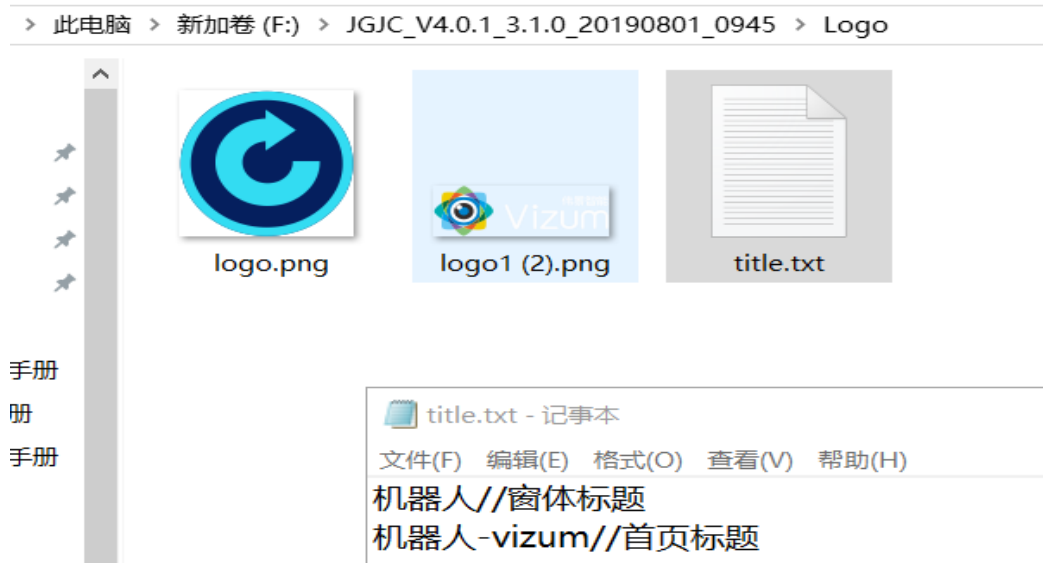 > 此电脑 > 新加卷 (F:) > JGJC_V4.0.1_3.1.0_20190801_0945 > Logo
Vizum
logo.png
logo1 (2).png
title.txt
手册
册
手册
title.txt - 记事本
文件(F) 编辑(E) 格式(O) 查看(V) 帮助(H)
机器人//窗体标题
机器人-vizum//首页标题